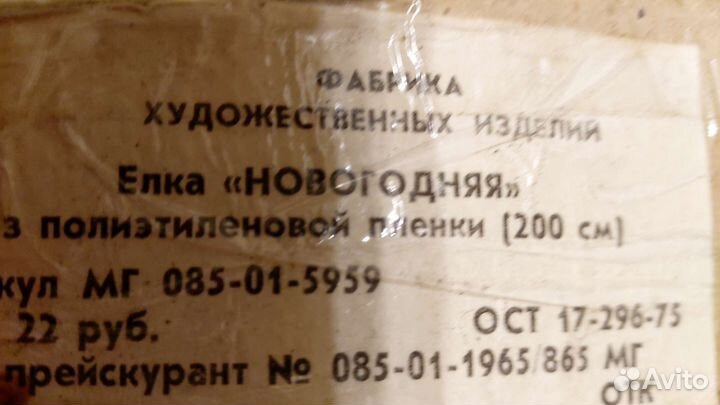 ФАБРИКА
ХУДОЖЕСТВЕННЫХ ИЗДЕЛИЙ
Елка «НОВОГОДНЯЯ»
з полиэтиленовой пленки (200 см)
кул МГ 085-01-5959
22 руб. ОСТ 17-296-75
прейскурант № 085-01-1965/865 МГ
ОТК
Avito